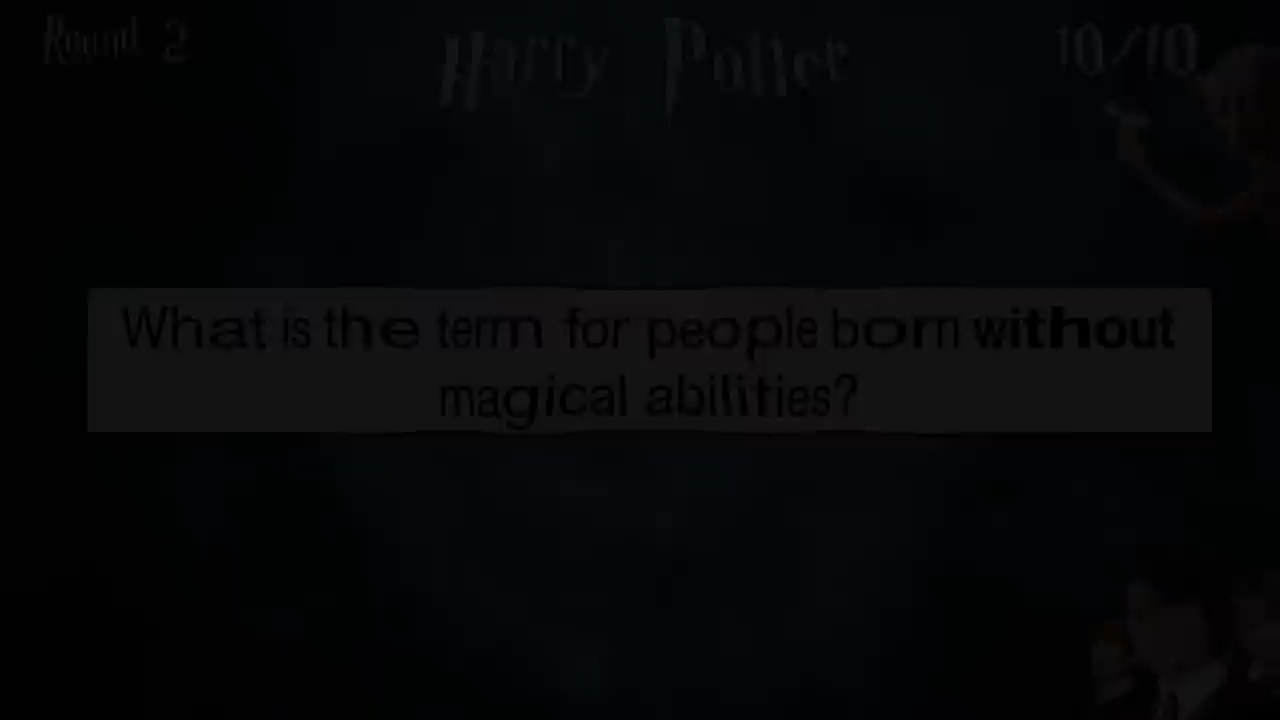 Round 2
Harry Potter
10/10
What is the term for people born without
magical abilities?